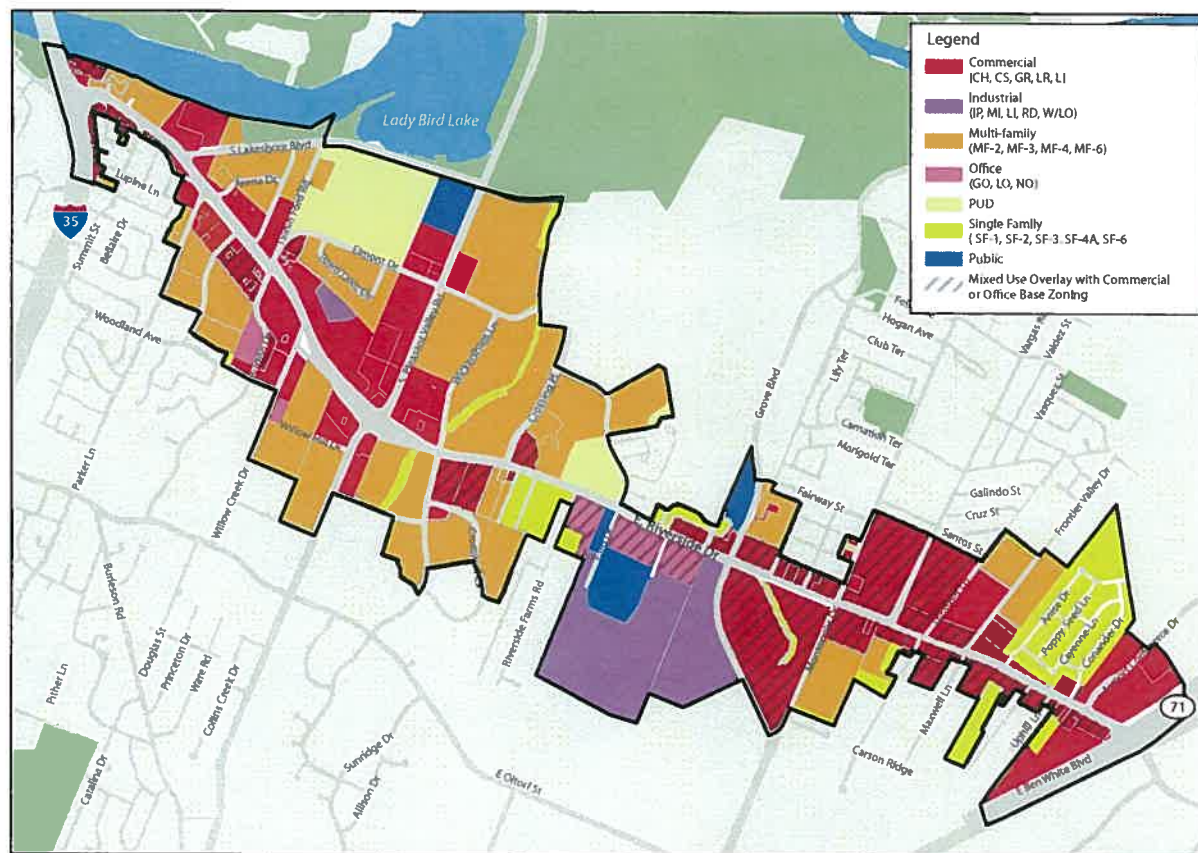 Legend
Commercial
(CH, CS, GR, LR, LI
Industrial
(IP, MI, LI, RD, W/LO)
Multi-family
(MF-2, MF-3, MF-4, MF-6)
Office
(GO, LO, NO)
PUD
Single Family
( SF-1, SF-2, SF-3. SF-4A, SF-6
Public
Mixed Use Overlay with Commercial
or Office Base Zoning
Lady Bird Lake
S Lakeshore Blvd
Lupine Ln
35
Summit St
Bellaire Dr
Woodland Ave
Elmont Dr
S Pleasant Valley Rd
Parker Ln
Willow Creek Dr
Burleson Rd
Pither Ln
Douglas St
Princeton Dr
Ware Rd
Collins Creek Dr
Catalina Dr
Sunridge Dr
Allison Dr
E Oltorf St
Riverside Farms Rd
E. Riverside Dr
Grove Blvd
Lily Ter
Hogan Ave
Club Ter
Vargas
Valdez St
Vasquez St
Carnation Ter
Marigold Ter
Fairway St
Galindo St
Cruz St
Santos St
Frontier Valley Dr
Anise Dr
Poppy Seed Ln
Cayenne Ln
Coriander Dr
Maxwell Ln
Uphill Ln
Carson Ridge
E Ben White Blvd
71